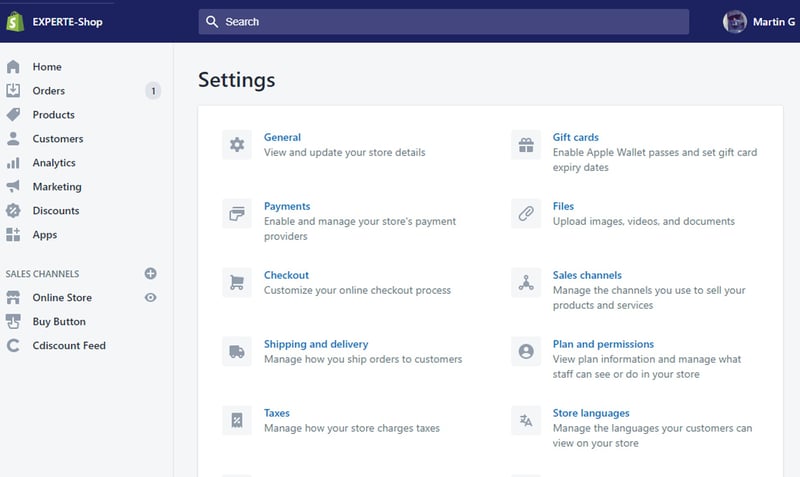 EXPERTE-Shop
Search
Martin G
Home
Orders
1
Products
Customers
Analytics
Marketing
Discounts
Apps
SALES CHANNELS
Online Store
Buy Button
Cdiscount Feed
Settings
General
View and update your store details
Payments
Enable and manage your store's payment
providers
Checkout
Customize your online checkout process
Shipping and delivery
Manage how you ship orders to customers
Taxes
Manage how your store charges taxes
Gift cards
Enable Apple Wallet passes and set gift card
expiry dates
Files
Upload images, videos, and documents
Sales channels
Manage the channels you use to sell your
products and services
Plan and permissions
View plan information and manage what
staff can see or do in your store
Store languages
Manage the languages your customers can
view on your store